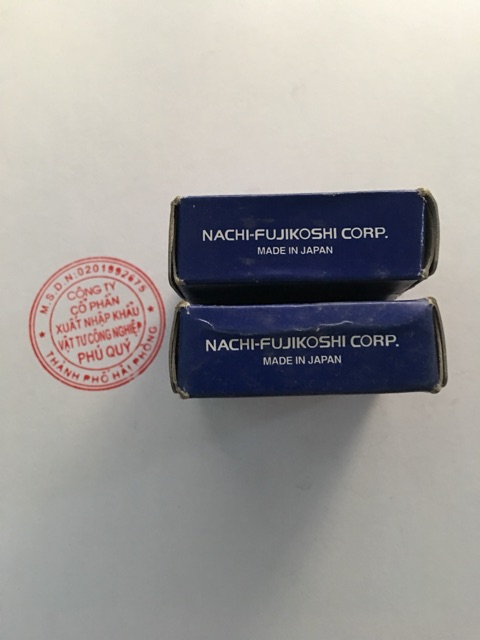 NACHI-FUJIKOSHI CORP.
MADE IN JAPAN
NACHI-FUJIKOSHI CORP.
MADE IN JAPAN
M.S.D.N:0201992675
CÔNG TY
CỔ PHẦN
XUẤT NHẬP KHẨU
VẬT TƯ CÔNG NGHIỆP
PHÚ QUÝ
THÀNH PHỐ HẢI PHÒNG